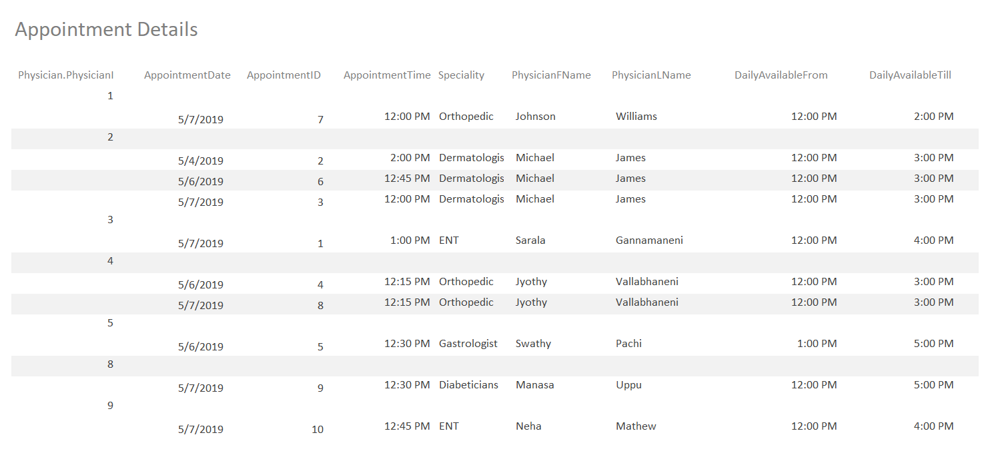 Appointment Details
Physician.PhysicianI AppointmentDate AppointmentID AppointmentTime Speciality PhysicianFName PhysicianLName DailyAvailableFrom DailyAvailableTill
1
5/7/2019 7 12:00 PM Orthopedic Johnson Williams 12:00 PM 2:00 PM
2
5/4/2019 2 2:00 PM Dermatologis Michael James 12:00 PM 3:00 PM
5/6/2019 6 12:45 PM Dermatologis Michael James 12:00 PM 3:00 PM
5/7/2019 3 12:00 PM Dermatologis Michael James 12:00 PM 3:00 PM
3
5/7/2019 1 1:00 PM ENT Sarala Gannamaneni 12:00 PM 4:00 PM
4
5/6/2019 4 12:15 PM Orthopedic Jyothy Vallabhaneni 12:00 PM 3:00 PM
5/7/2019 8 12:15 PM Orthopedic Jyothy Vallabhaneni 12:00 PM 3:00 PM
5
5/6/2019 5 12:30 PM Gastrologist Swathy Pachi 1:00 PM 5:00 PM
8
5/7/2019 9 12:30 PM Diabeticians Manasa Uppu 12:00 PM 5:00 PM
9
5/7/2019 10 12:45 PM ENT Neha Mathew 12:00 PM 4:00 PM